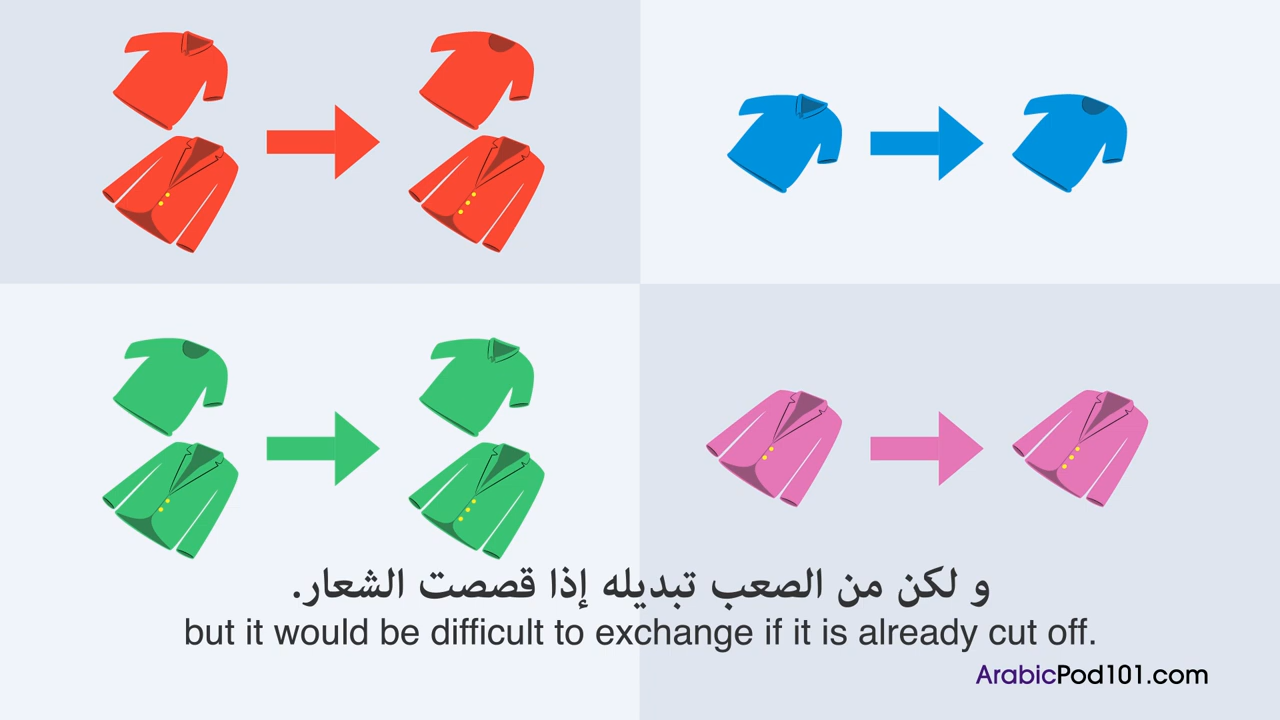 و لكن من الصعب تبديله إذا قصصت الشعار.
but it would be difficult to exchange if it is already cut off.
ArabicPod101.com